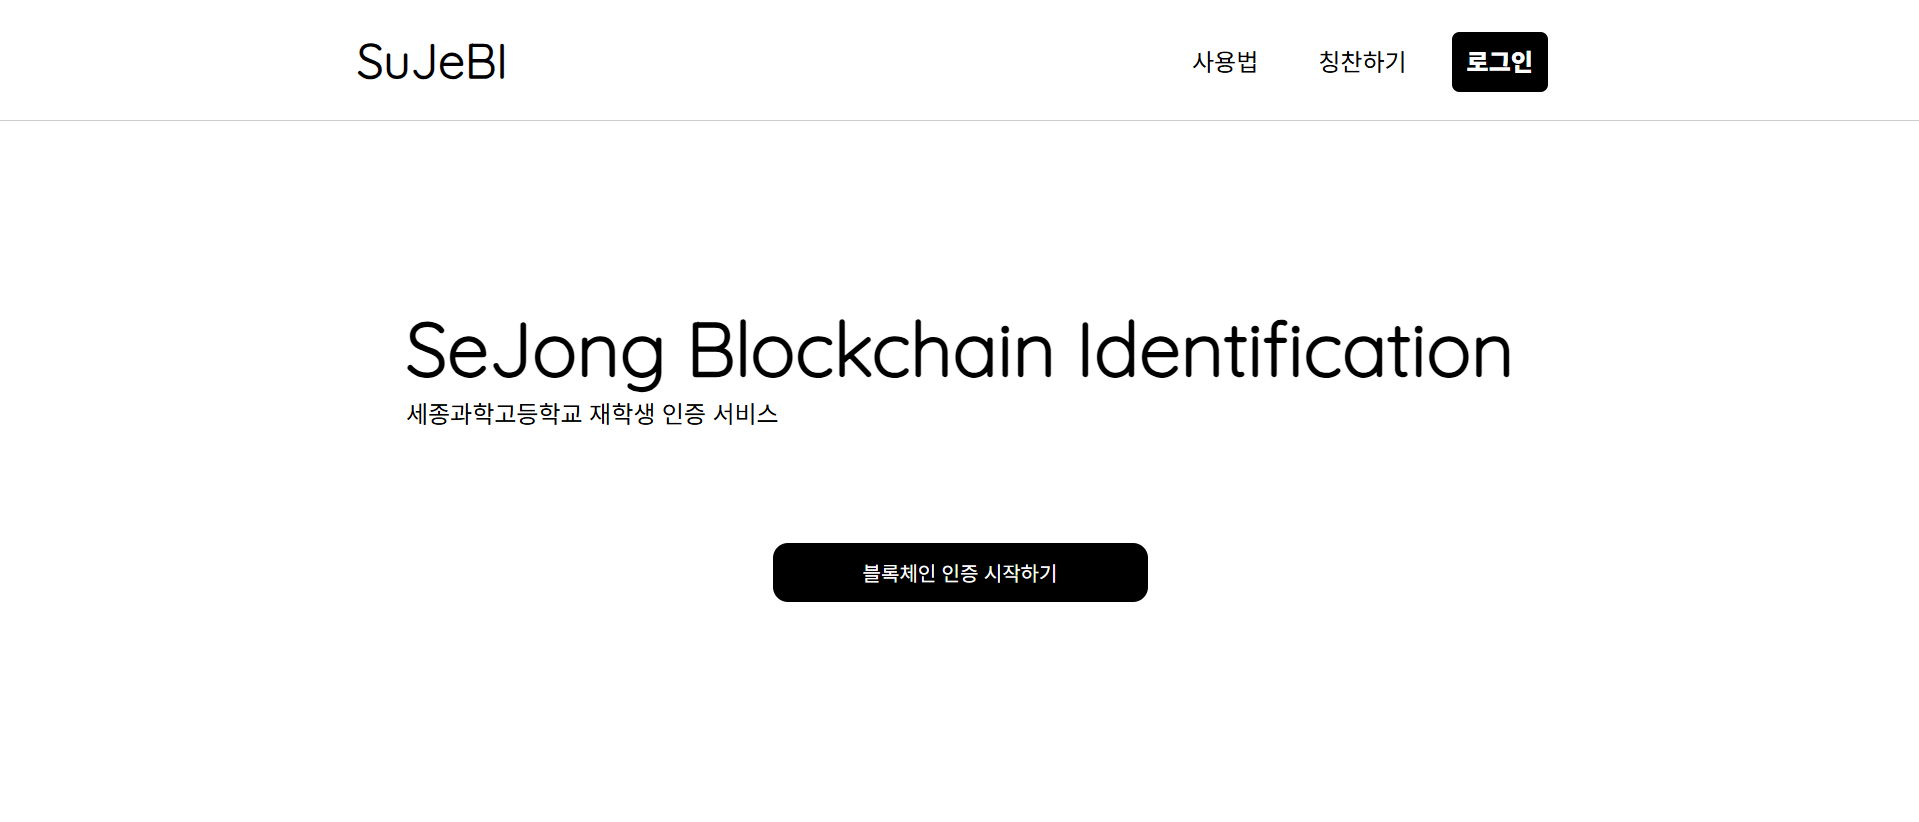 SuJeBI
사용법 칭찬하기 로그인
SeJong Blockchain Identification
세종과학고등학교 재학생 인증 서비스
블록체인 인증 시작하기